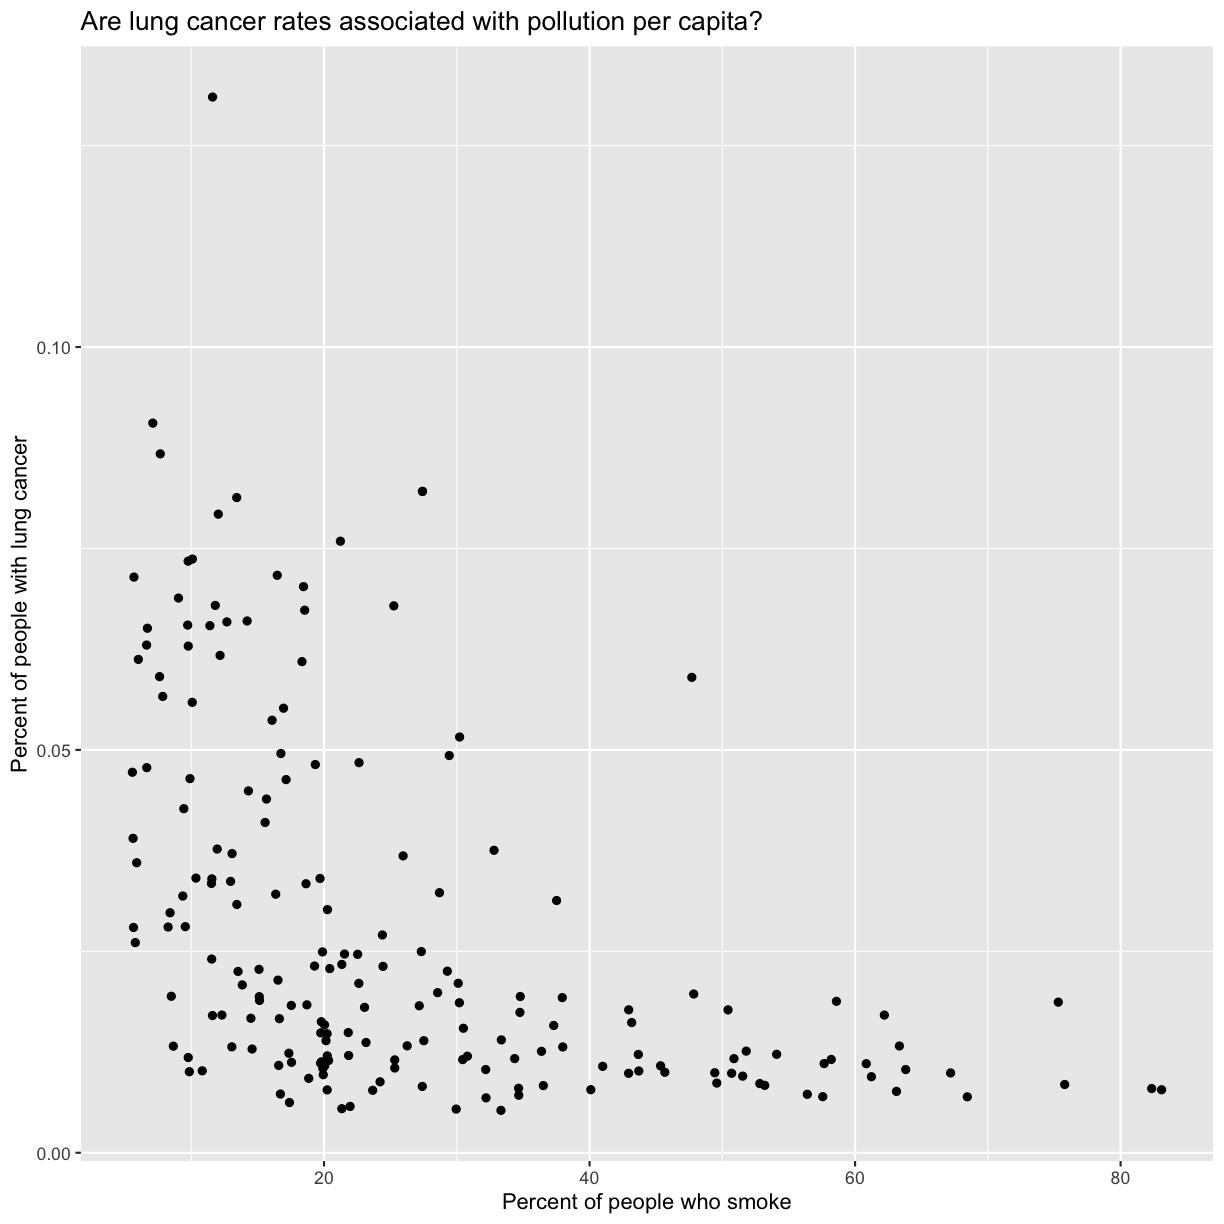 Are lung cancer rates associated with pollution per capita?
Percent of people with lung cancer
0.10
0.05
0.00
20 40 60 80
Percent of people who smoke